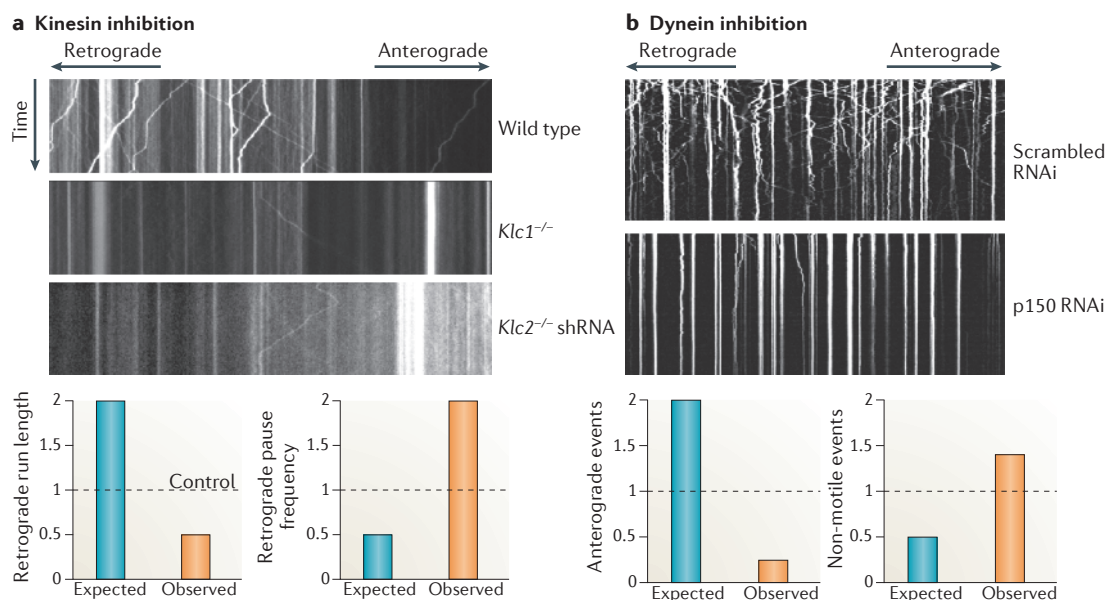 a Kinesin inhibition
Retrograde
Anterograde
Time
Wild type
Klc1⁻/⁻
Klc2⁻/⁻ shRNA
2
1.5
1
0.5
0
Retrograde run length
Control
Expected
Observed
2
1.5
1
0.5
0
Retrograde pause
frequency
Expected
Observed
b Dynein inhibition
Retrograde
Anterograde
Scrambled
RNAi
p150 RNAi
2
1.5
1
0.5
0
Anterograde events
Expected
Observed
2
1.5
1
0.5
0
Non-motile events
Expected
Observed